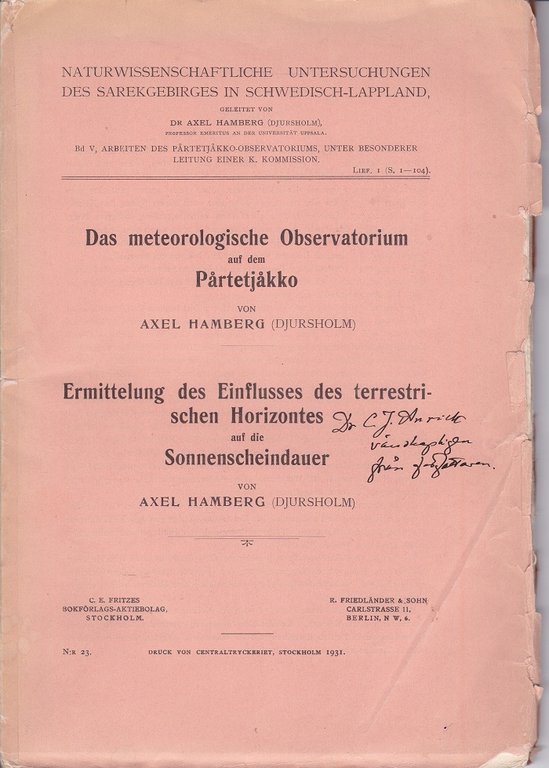 NATURWISSENSCHAFTLICHE UNTERSUCHUNGEN
DES SAREKGEBIRGES IN SCHWEDISCH-LAPPLAND,
GELEITET VON
DR AXEL HAMBERG (DJURSHOLM),
PROFESSOR EMERITUS AN DER UNIVERSITÄT UPPSALA.
Bd V, ARBEITEN DES PÅRTETJÅKKO-OBSERVATORIUMS, UNTER BESONDERER
LEITUNG EINER K. KOMMISSION.
LIEF. 1 (S. 1—104).
Das meteorologische Observatorium
auf dem
Pårtetjåkko
VON
AXEL HAMBERG (DJURSHOLM)
Ermittelung des Einflusses des terrestri-
schen Horizontes
auf die
Sonnenscheindauer
VON
AXEL HAMBERG (DJURSHOLM)
Dr C. J. Anrick
vänskapligen
från författaren.
C. E. FRITZES
BOKFÖRLAGS-AKTIEBOLAG,
STOCKHOLM.
R. FRIEDLÄNDER & SOHN
CARLSTRASSE 11,
BERLIN, N W, 6.
N:R 23.
DRUCK VON CENTRALTRYCKERIET, STOCKHOLM 1931.